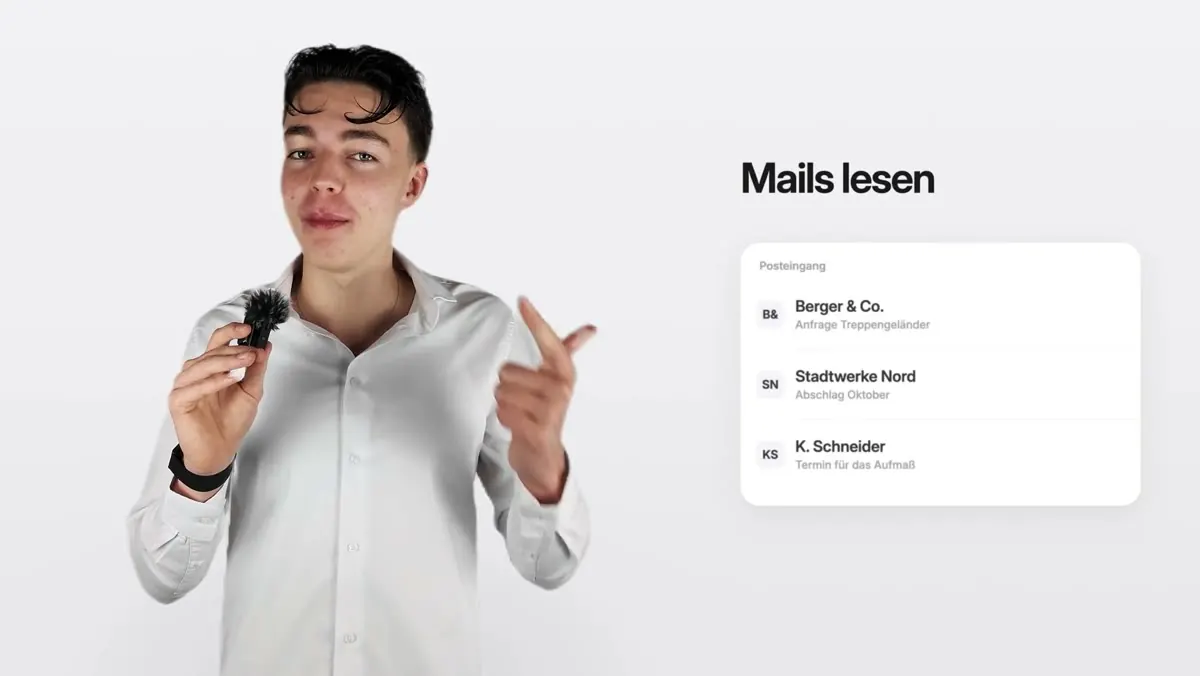 Mails lesen
Posteingang
B&
Berger & Co.
Anfrage Treppengeländer
SN
Stadtwerke Nord
Abschlag Oktober
KS
K. Schneider
Termin für das Aufmaß